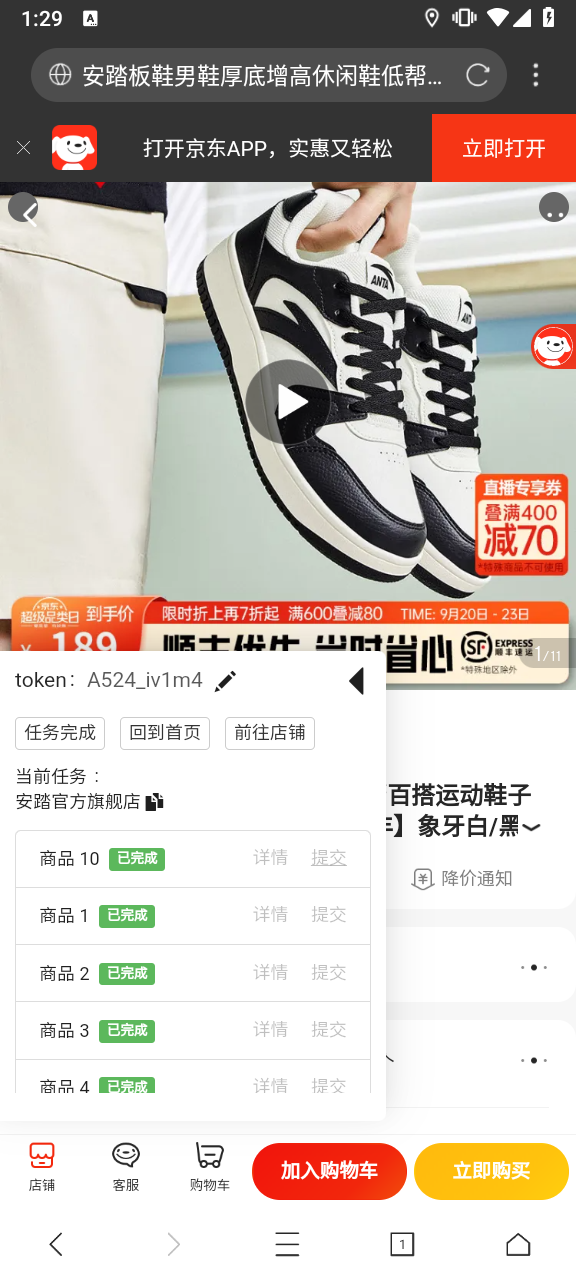 1:29
A
安踏板鞋男鞋厚底增高休闲鞋低帮...
打开京东APP，实惠又轻松
立即打开
ANTA
ANTA
直播专享券
叠满400
减70
*特殊商品不可使用
京东
超级品类日
到手价
限时折上再7折起 满600叠减80 TIME: 9月20日 - 23日
¥189
顺丰优先 当时省心
SF EXPRESS
顺丰速运
*特殊地区除外
1/11
token： A524_iv1m4
任务完成
回到首页
前往店铺
当前任务 ：
安踏官方旗舰店
百搭运动鞋子
】象牙白/黑
降价通知
商品 10 已完成 详情 提交
商品 1 已完成 详情 提交
商品 2 已完成 详情 提交
商品 3 已完成 详情 提交
商品 4 已完成 详情 提交
店铺
客服
购物车
加入购物车
立即购买
1